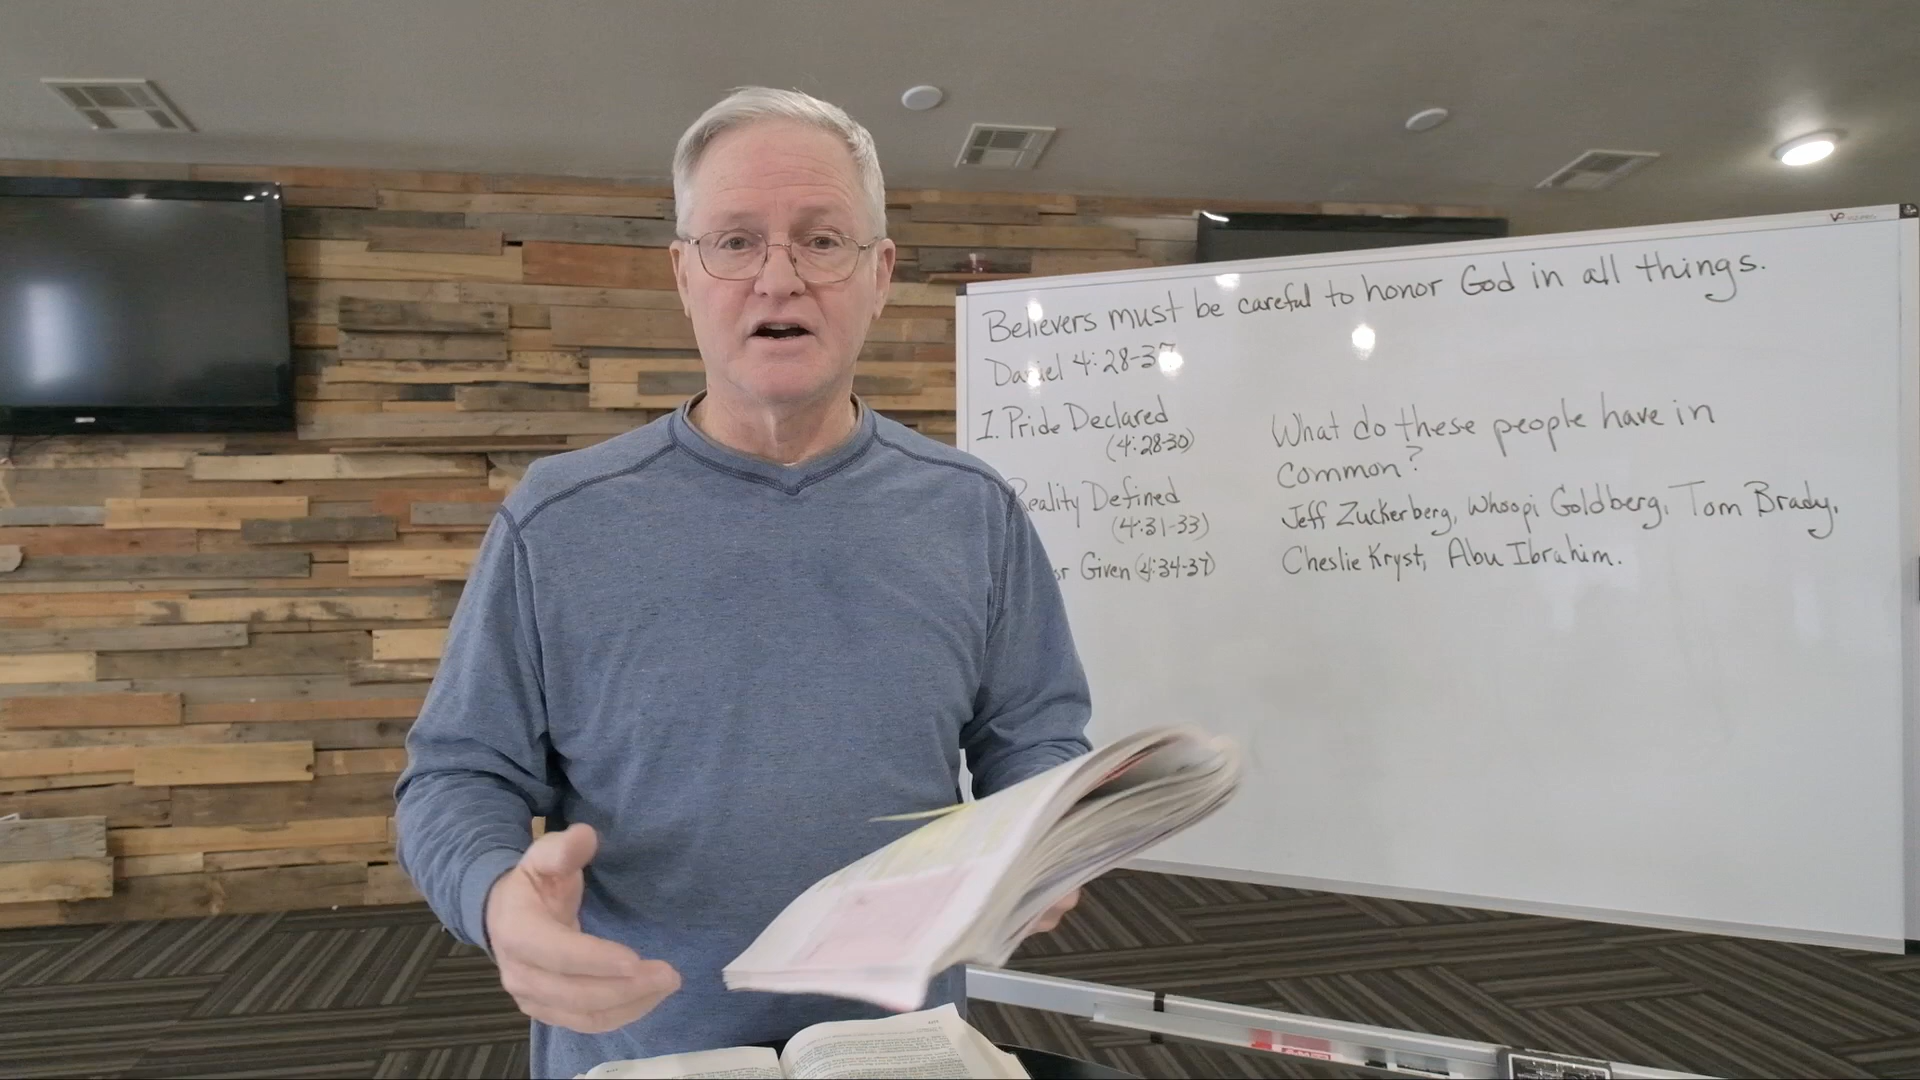 Believers must be careful to honor God in all things.
Daniel 4:28-37
I. Pride Declared
(4:28-30)
Reality Defined
(4:31-33)
Given (4:34-37)
What do these people have in
common?
Jeff Zuckerberg, Whoopi Goldberg, Tom Brady,
Cheslie Kryst, Abu Ibrahim.